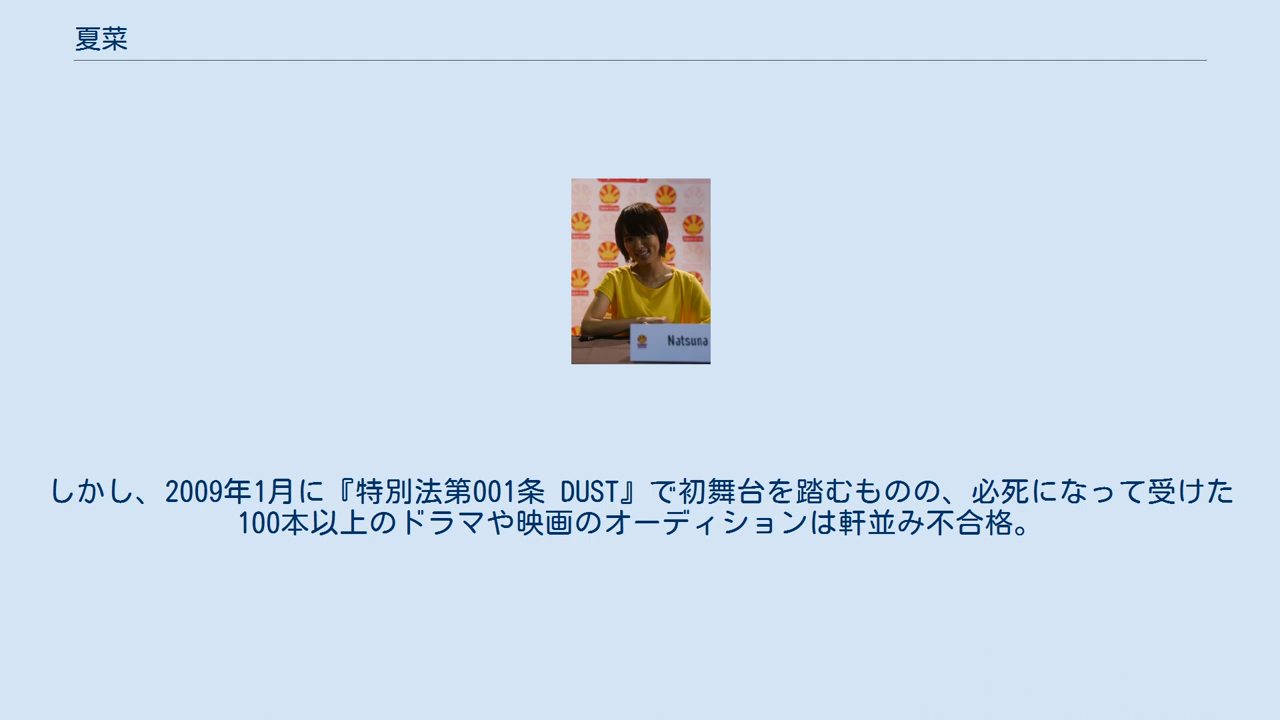 夏菜
Natsuna
しかし、2009年1月に『特別法第001条 DUST』で初舞台を踏むものの、必死になって受けた
100本以上のドラマや映画のオーディションは軒並み不合格。